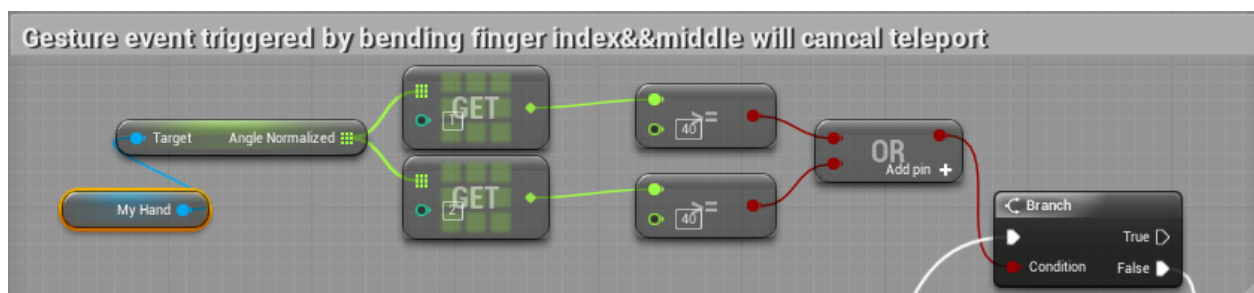 Gesture event triggered by bending finger index&&middle will cancal teleport
Target Angle Normalized
My Hand
GET
1
GET
2
>=
40
>=
40
OR
Add pin +
Branch
True
Condition False